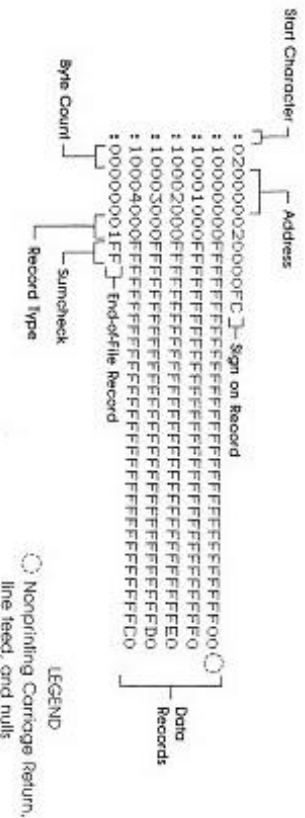 Start Character
Address
:020000020000FC Sign on Record
:10000000FFFFFFFFFFFFFFFFFFFFFFFFFFFFFFFF00
:10001000FFFFFFFFFFFFFFFFFFFFFFFFFFFFFFFFF0
:10002000FFFFFFFFFFFFFFFFFFFFFFFFFFFFFFFFE0
:10003000FFFFFFFFFFFFFFFFFFFFFFFFFFFFFFFFD0
:10004000FFFFFFFFFFFFFFFFFFFFFFFFFFFFFFFFC0
:00000001FF End-of-File Record
Data
Records
Byte Count
Sumcheck
Record Type
LEGEND
Nonprinting Carriage Return,
line feed, and nulls